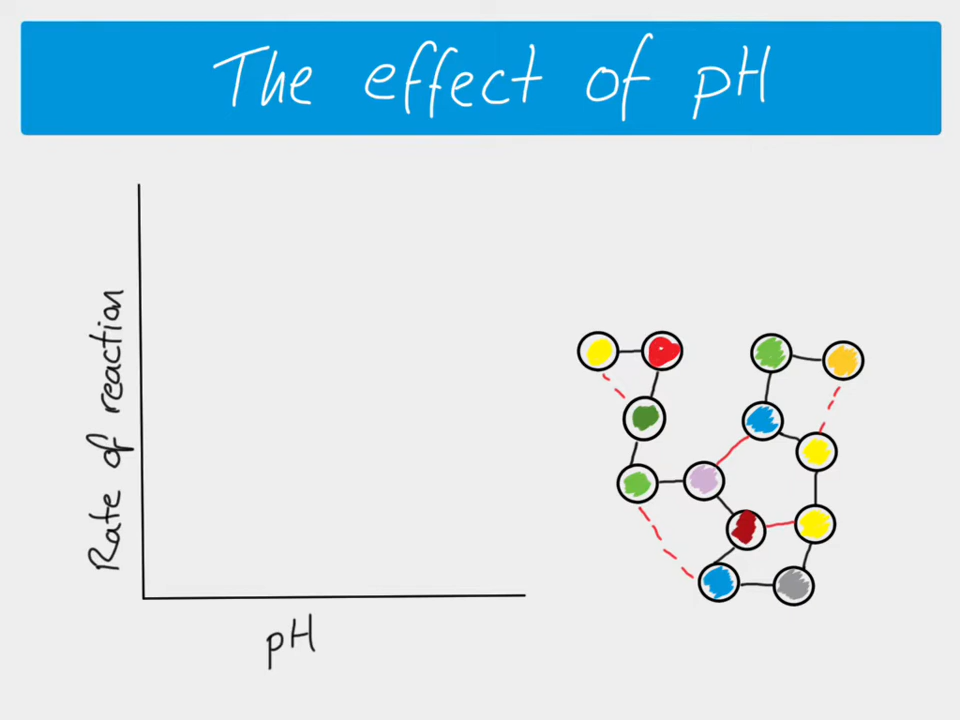 The effect of pH
Rate of reaction
pH